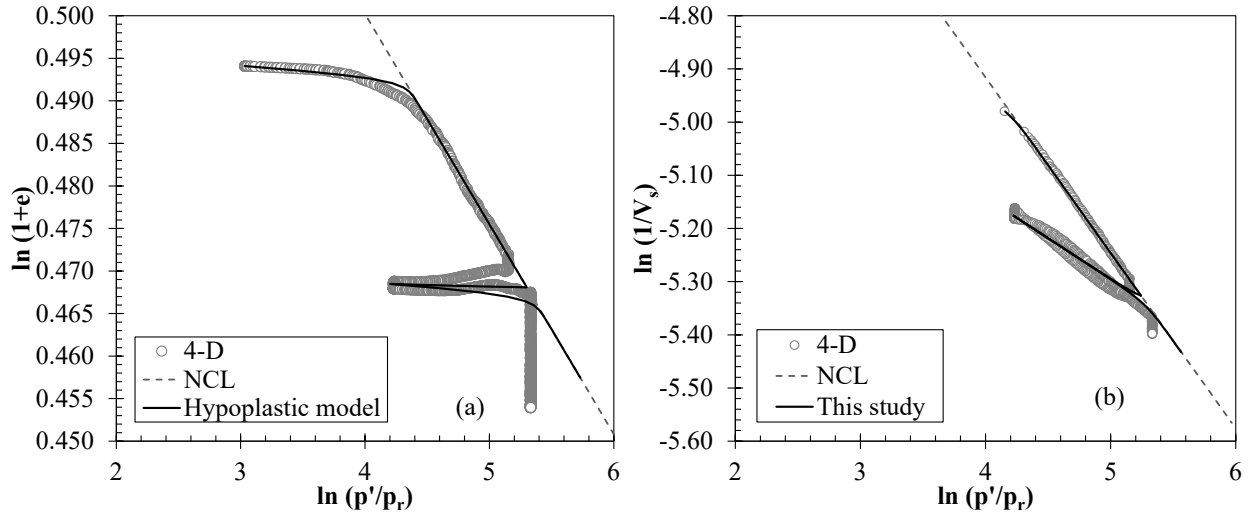 0.500
0.495
0.490
0.485
0.480
0.475
0.470
0.465
0.460
0.455
0.450
ln (1+e)
4-D
NCL
Hypoplastic model
(a)
2 3 4 5 6
ln (p'/pr)
-4.80
-4.90
-5.00
-5.10
-5.20
-5.30
-5.40
-5.50
-5.60
ln (1/Vs)
4-D
NCL
This study
(b)
2 3 4 5 6
ln (p'/pr)